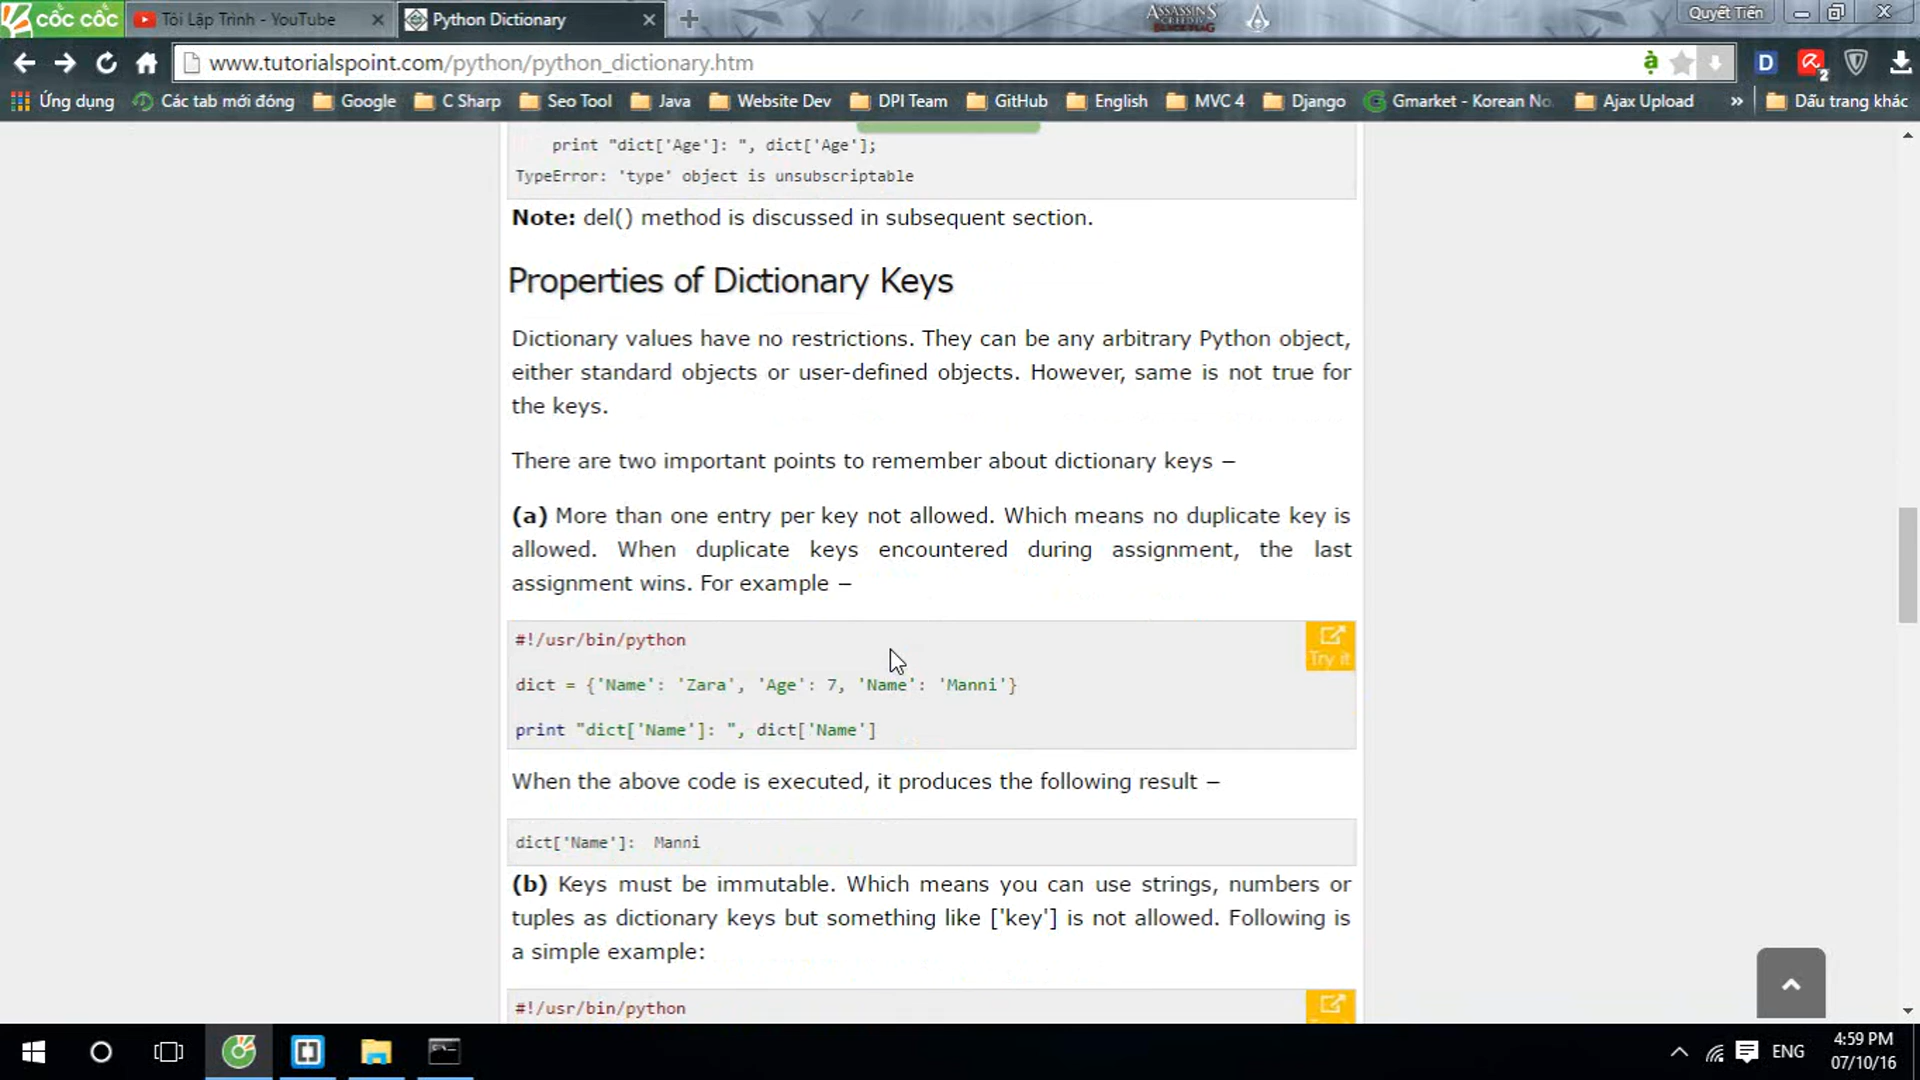 cốc cốc
Tôi Lập Trình - YouTube
Python Dictionary
ASSASSIN'S
Quyết Tiến
www.tutorialspoint.com/python/python_dictionary.htm
ạ
D
2
Ứng dụng
Các tab mới đóng
Google
C Sharp
Seo Tool
Java
Website Dev
DPI Team
GitHub
English
MVC 4
Django
Gmarket - Korean No.
Ajax Upload
»
Dấu trang khác
print "dict['Age']: ", dict['Age'];
TypeError: 'type' object is unsubscriptable
Note: del() method is discussed in subsequent section.
Properties of Dictionary Keys
Dictionary values have no restrictions. They can be any arbitrary Python object,
either standard objects or user-defined objects. However, same is not true for
the keys.
There are two important points to remember about dictionary keys −
(a) More than one entry per key not allowed. Which means no duplicate key is
allowed. When duplicate keys encountered during assignment, the last
assignment wins. For example −
#!/usr/bin/python
Try it
dict = {'Name': 'Zara', 'Age': 7, 'Name': 'Manni'}
print "dict['Name']: ", dict['Name']
When the above code is executed, it produces the following result −
dict['Name']:  Manni
(b) Keys must be immutable. Which means you can use strings, numbers or
tuples as dictionary keys but something like ['key'] is not allowed. Following is
a simple example:
#!/usr/bin/python
ENG
4:59 PM
07/10/16